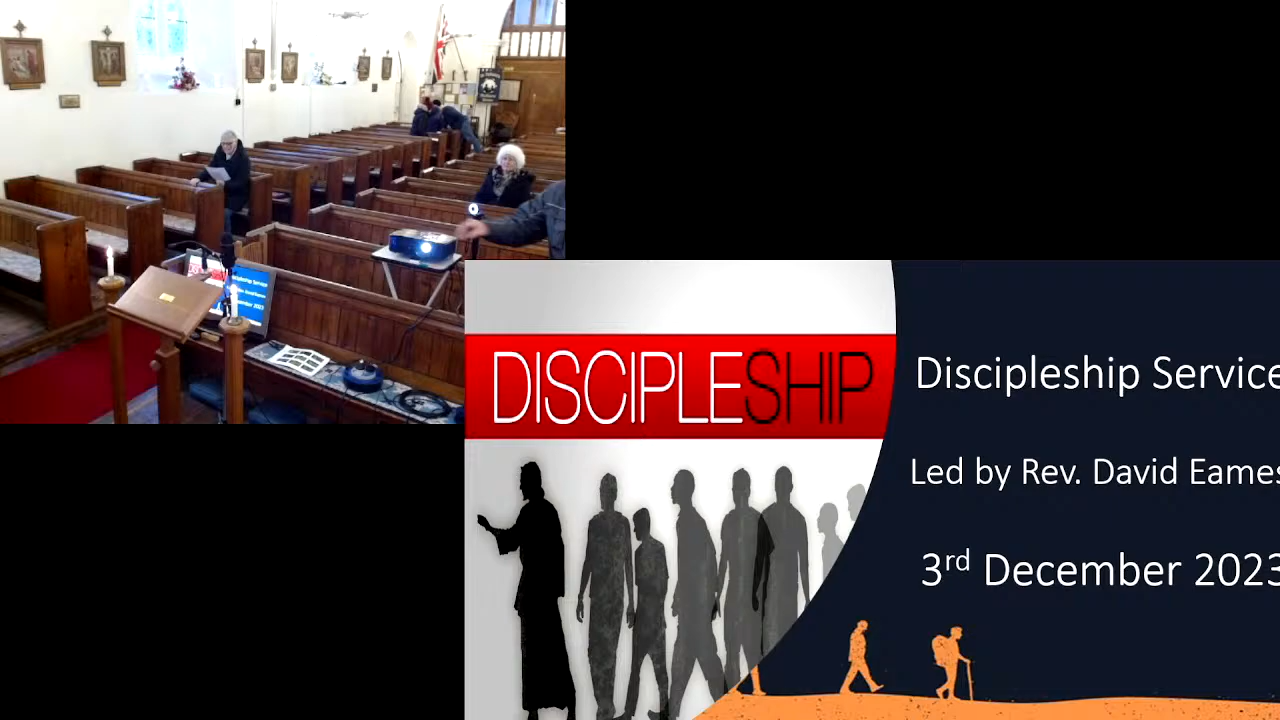 DISCIPLESHIP
Discipleship Service
Led by Rev. David Eames
3rd December 2023